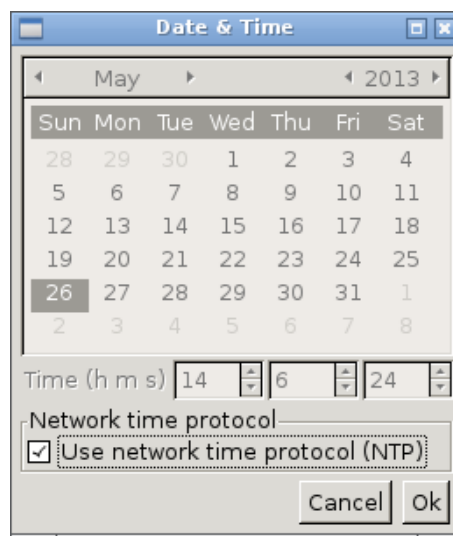 Date & Time
May 2013
Sun Mon Tue Wed Thu Fri Sat
28 29 30 1 2 3 4
5 6 7 8 9 10 11
12 13 14 15 16 17 18
19 20 21 22 23 24 25
26 27 28 29 30 31 1
2 3 4 5 6 7 8
Time (h m s) 14 6 24
Network time protocol
Use network time protocol (NTP)
Cancel Ok